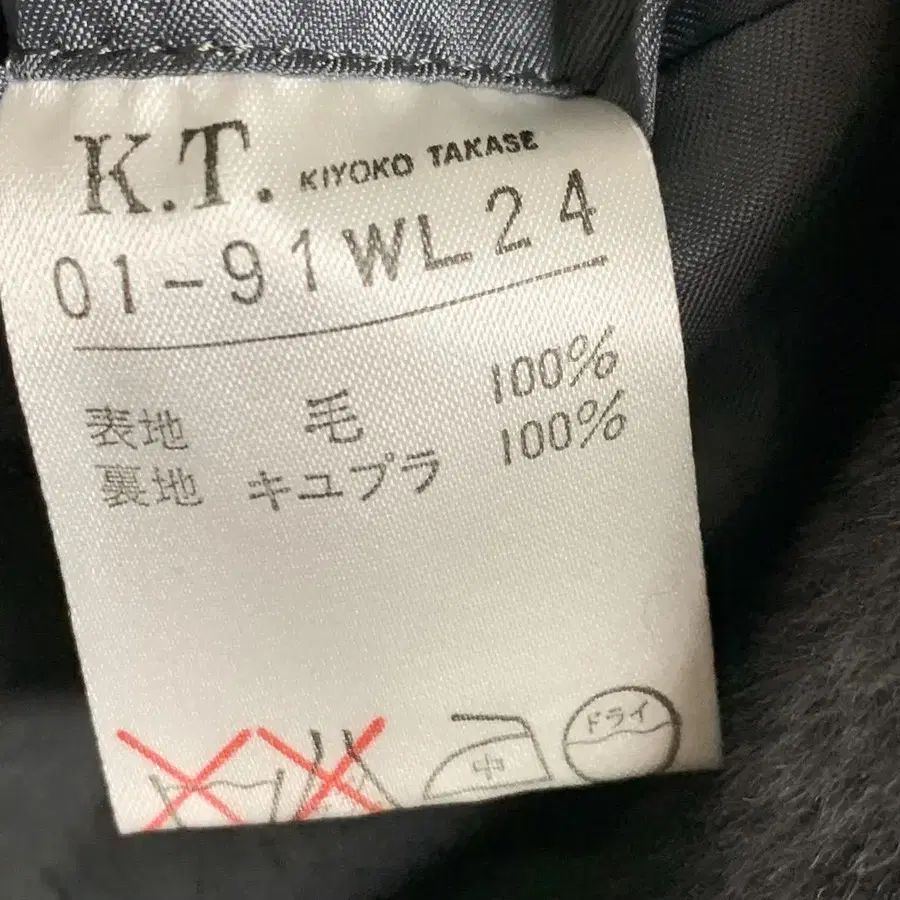 K.T. KIYOKO TAKASE
01-91WL24
表地 毛 100%
裏地 キュプラ 100%
中
ドライ